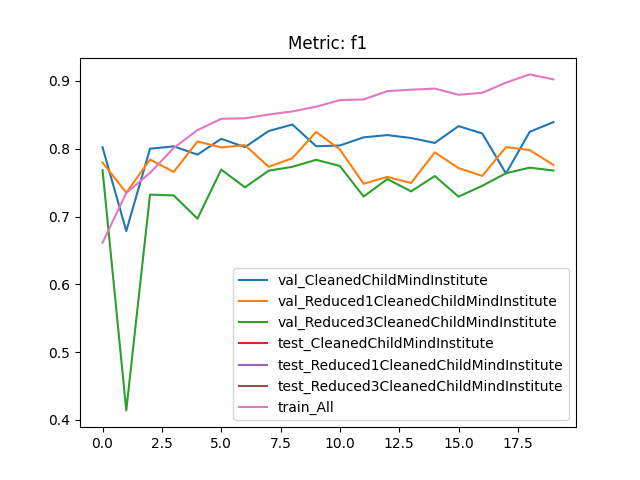 Metric: f1
0.9
0.8
0.7
0.6
0.5
0.4
val_CleanedChildMindInstitute
val_Reduced1CleanedChildMindInstitute
val_Reduced3CleanedChildMindInstitute
test_CleanedChildMindInstitute
test_Reduced1CleanedChildMindInstitute
test_Reduced3CleanedChildMindInstitute
train_All
0.0 2.5 5.0 7.5 10.0 12.5 15.0 17.5